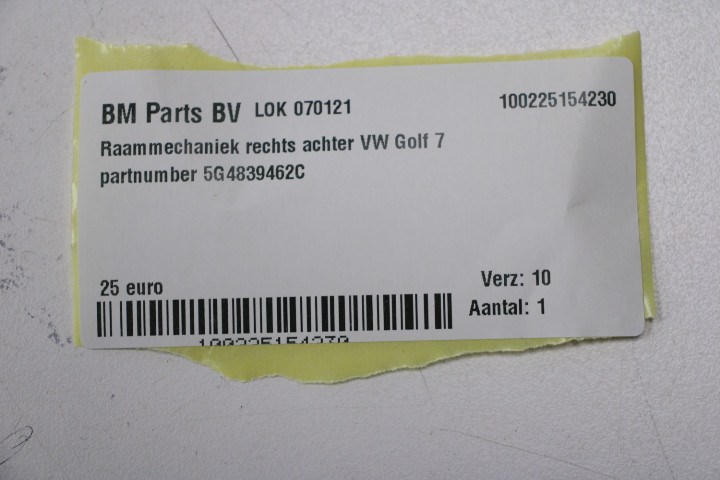 BM Parts BV LOK 070121 100225154230
Raammechaniek rechts achter VW Golf 7
partnumber 5G4839462C
25 euro Verz: 10
Aantal: 1
100225154230